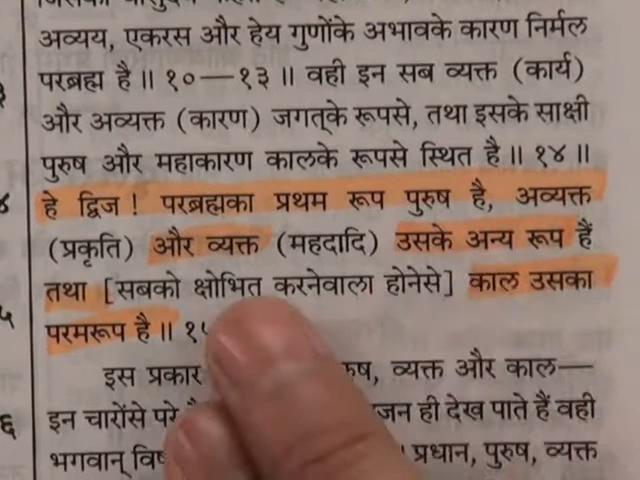 अव्यय, एकरस और हेय गुणोंके अभावके कारण निर्मल
परब्रह्म है ॥ १०—१३ ॥ वही इन सब व्यक्त (कार्य)
और अव्यक्त (कारण) जगत्‌के रूपसे, तथा इसके साक्षी
पुरुष और महाकारण कालके रूपसे स्थित है ॥ १४ ॥
हे द्विज ! परब्रह्मका प्रथम रूप पुरुष है, अव्यक्त
(प्रकृति) और व्यक्त (महदादि) उसके अन्य रूप हैं
तथा [सबको क्षोभित करनेवाला होनेसे] काल उसका
परमरूप है ॥
इस प्रकार व्यक्त और काल—
इन चारोंसे परे ही देख पाते हैं वही
भगवान् प्रधान, पुरुष, व्यक्त